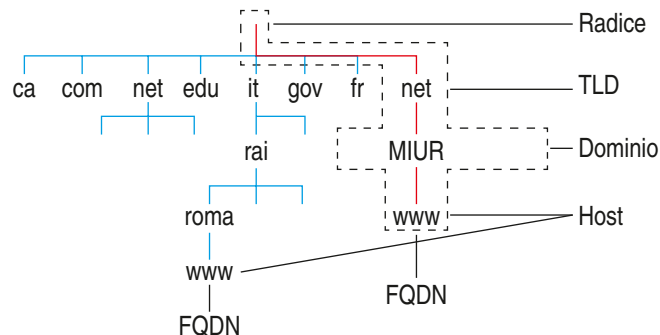 Radice
ca com net edu it gov fr net TLD
rai MIUR Dominio
roma www Host
www
FQDN
FQDN